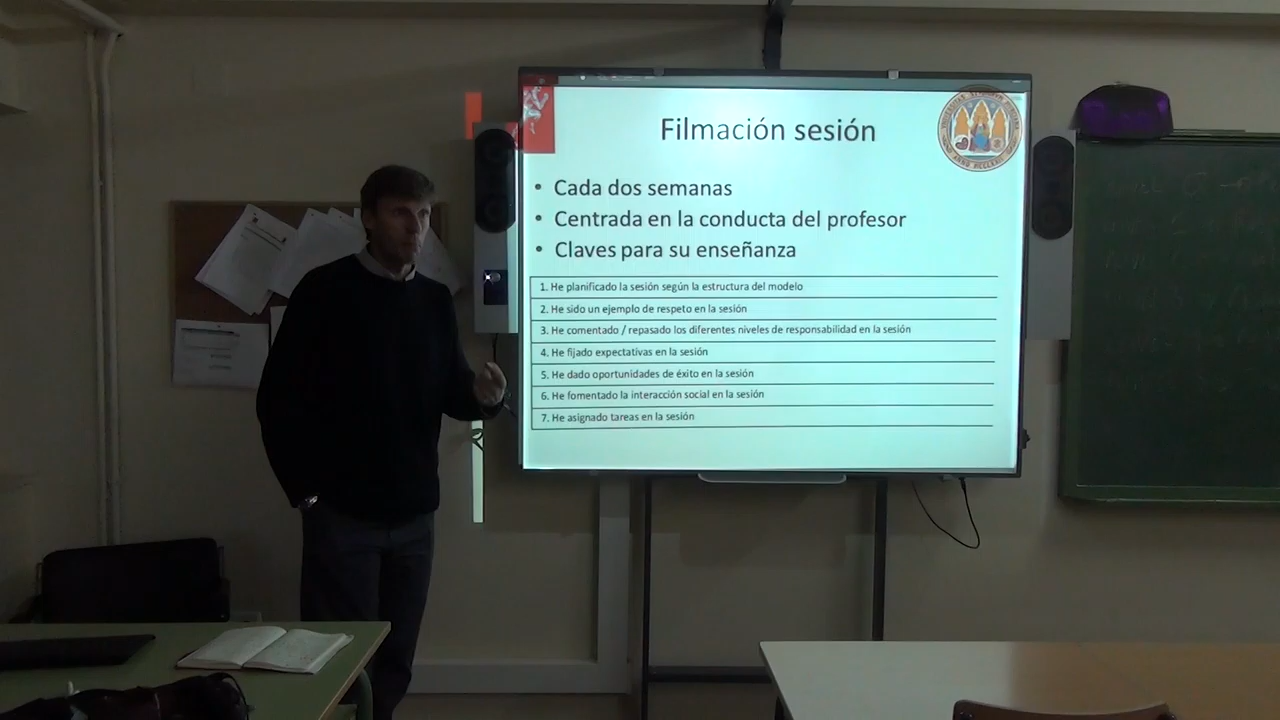 Filmación sesión
• Cada dos semanas
• Centrada en la conducta del profesor
• Claves para su enseñanza
1. He planificado la sesión según la estructura del modelo
2. He sido un ejemplo de respeto en la sesión
3. He comentado / repasado los diferentes niveles de responsabilidad en la sesión
4. He fijado expectativas en la sesión
5. He dado oportunidades de éxito en la sesión
6. He fomentado la interacción social en la sesión
7. He asignado tareas en la sesión